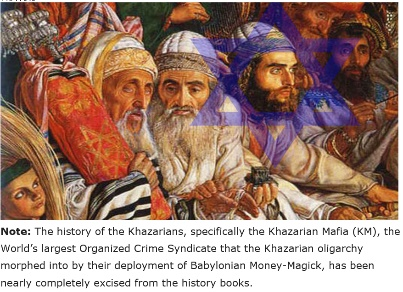 Note: The history of the Khazarians, specifically the Khazarian Mafia (KM), the
World's largest Organized Crime Syndicate that the Khazarian oligarchy
morphed into by their deployment of Babylonian Money-Magick, has been
nearly completely excised from the history books.